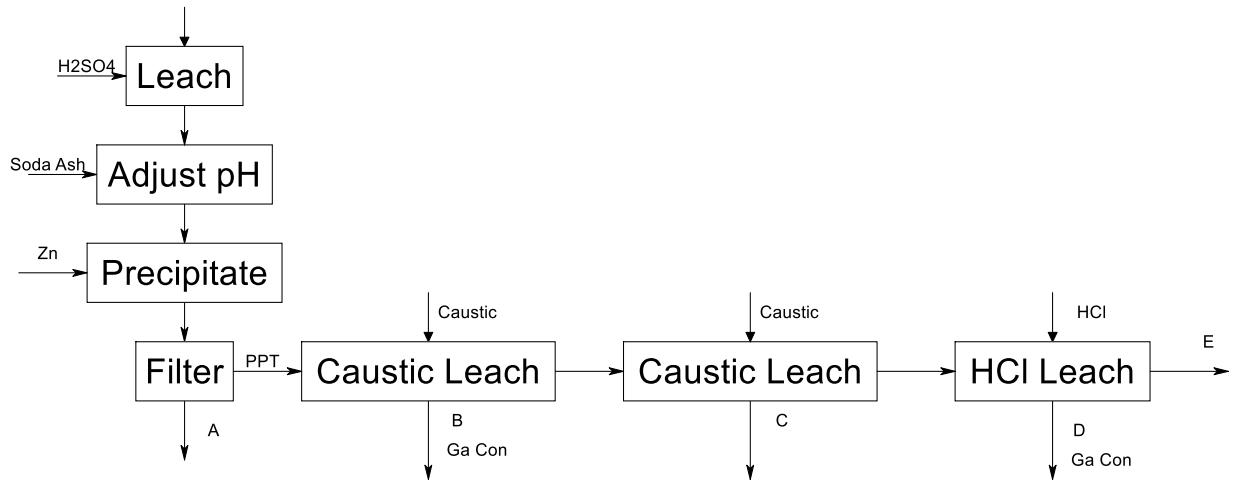 H2SO4
Leach
Soda Ash
Adjust pH
Zn
Precipitate
Filter
PPT
Caustic
Caustic Leach
B
Ga Con
Caustic
Caustic Leach
C
HCl
HCl Leach
E
D
Ga Con
A